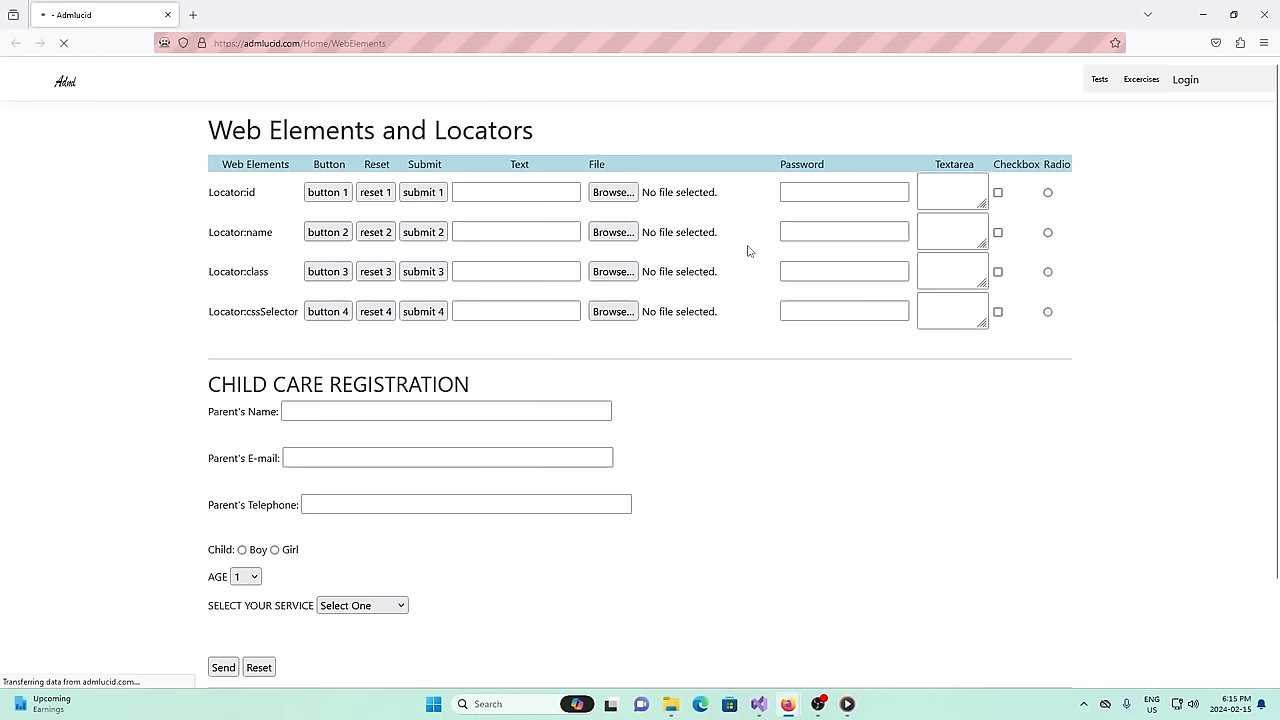 - Admlucid
https://admlucid.com/Home/WebElements
Adml
Tests Excercises Login
Web Elements and Locators
Web Elements Button Reset Submit Text File Password Textarea Checkbox Radio
Locator:id button 1 reset 1 submit 1 Browse... No file selected.
Locator:name button 2 reset 2 submit 2 Browse... No file selected.
Locator:class button 3 reset 3 submit 3 Browse... No file selected.
Locator:cssSelector button 4 reset 4 submit 4 Browse... No file selected.
CHILD CARE REGISTRATION
Parent's Name:
Parent's E-mail:
Parent's Telephone:
Child: Boy Girl
AGE 1
SELECT YOUR SERVICE Select One
Send Reset
Transferring data from admlucid.com...
Upcoming
Earnings
Search
ENG
US
6:15 PM
2024-02-15